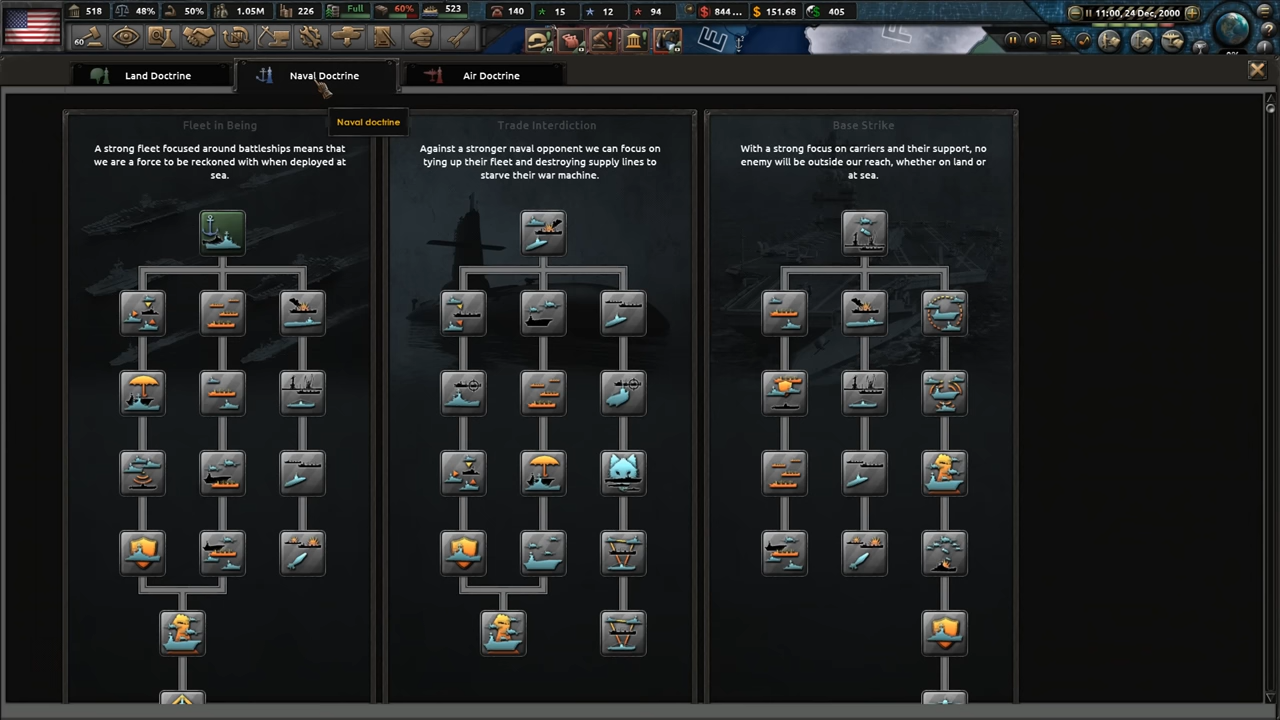 518 48% 50% 1.05M 226 Full 60% 523 140 15 12 94 $ 844... $ 151.68 405 11:00, 24 Dec, 2000
60
Land Doctrine Naval Doctrine Air Doctrine
Naval doctrine
Fleet in Being Trade Interdiction Base Strike
A strong fleet focused around battleships means that
we are a force to be reckoned with when deployed at
sea.
Against a stronger naval opponent we can focus on
tying up their fleet and destroying supply lines to
starve their war machine.
With a strong focus on carriers and their support, no
enemy will be outside our reach, whether on land or
at sea.